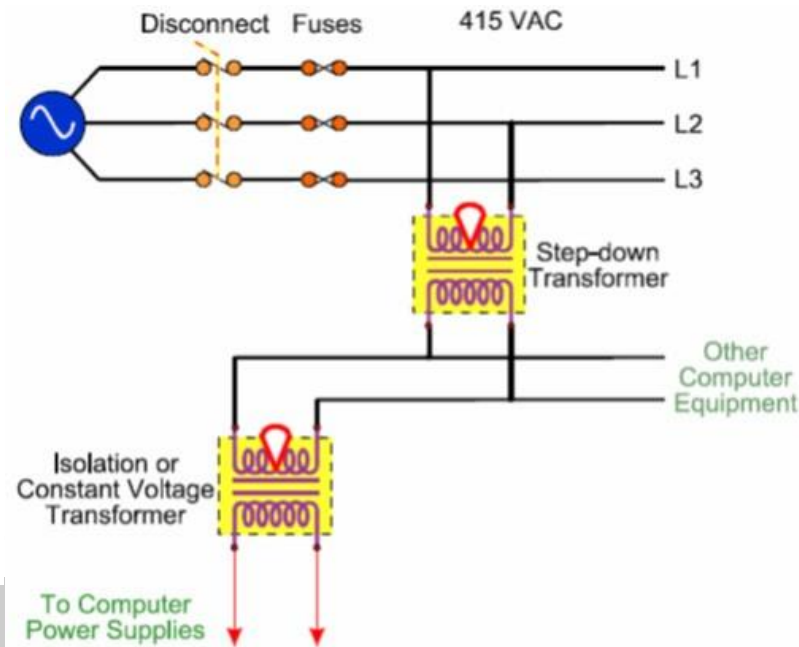 Disconnect Fuses 415 VAC
L1
L2
L3
Step-down
Transformer
Other
Computer
Equipment
Isolation or
Constant Voltage
Transformer
To Computer
Power Supplies